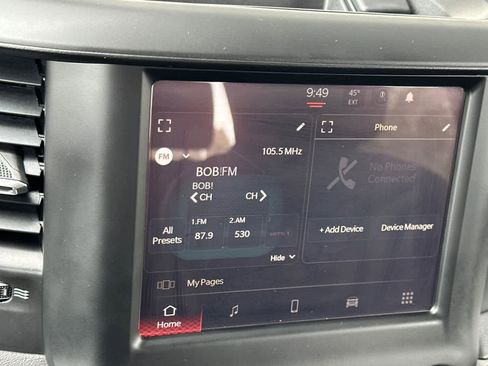 9:49
45°
EXT
FM
105.5 MHz
BOB!FM
BOB!
CH
CH
All
Presets
1.FM
87.9
2.AM
530
Hide
Phone
No Phones
Connected
+ Add Device
Device Manager
My Pages
Home